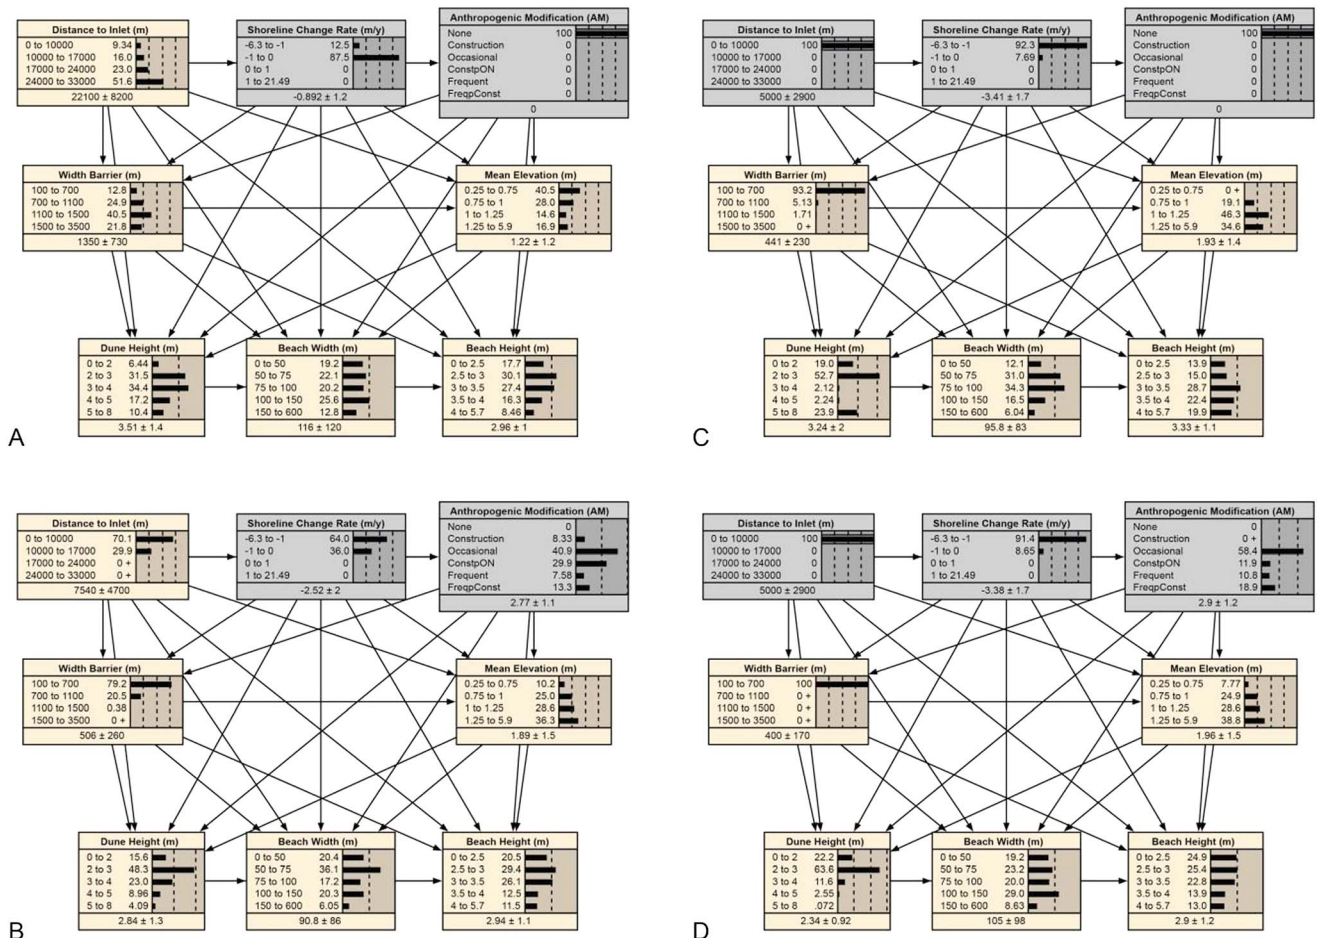 Distance to Inlet (m)
0 to 10000 9.34
10000 to 17000 16.0
17000 to 24000 23.0
24000 to 33000 51.6
22100 ± 8200
Shoreline Change Rate (m/y)
-6.3 to -1 12.5
-1 to 0 87.5
0 to 1 0
1 to 21.49 0
-0.892 ± 1.2
Anthropogenic Modification (AM)
None 100
Construction 0
Occasional 0
ConstpON 0
Frequent 0
FreqpConst 0
0
Width Barrier (m)
100 to 700 12.8
700 to 1100 24.9
1100 to 1500 40.5
1500 to 3500 21.8
1350 ± 730
Mean Elevation (m)
0.25 to 0.75 40.5
0.75 to 1 28.0
1 to 1.25 14.6
1.25 to 5.9 16.9
1.22 ± 1.2
Dune Height (m)
0 to 2 6.44
2 to 3 31.5
3 to 4 34.4
4 to 5 17.2
5 to 8 10.4
3.51 ± 1.4
Beach Width (m)
0 to 50 19.2
50 to 75 22.1
75 to 100 20.2
100 to 150 25.6
150 to 600 12.8
116 ± 120
Beach Height (m)
0 to 2.5 17.7
2.5 to 3 30.1
3 to 3.5 27.4
3.5 to 4 16.3
4 to 5.7 8.46
2.96 ± 1
A
Distance to Inlet (m)
0 to 10000 100
10000 to 17000 0
17000 to 24000 0
24000 to 33000 0
5000 ± 2900
Shoreline Change Rate (m/y)
-6.3 to -1 92.3
-1 to 0 7.69
0 to 1 0
1 to 21.49 0
-3.41 ± 1.7
Anthropogenic Modification (AM)
None 100
Construction 0
Occasional 0
ConstpON 0
Frequent 0
FreqpConst 0
0
Width Barrier (m)
100 to 700 93.2
700 to 1100 5.13
1100 to 1500 1.71
1500 to 3500 0 +
441 ± 230
Mean Elevation (m)
0.25 to 0.75 0 +
0.75 to 1 19.1
1 to 1.25 46.3
1.25 to 5.9 34.6
1.93 ± 1.4
Dune Height (m)
0 to 2 19.0
2 to 3 52.7
3 to 4 2.12
4 to 5 2.24
5 to 8 23.9
3.24 ± 2
Beach Width (m)
0 to 50 12.1
50 to 75 31.0
75 to 100 34.3
100 to 150 16.5
150 to 600 6.04
95.8 ± 83
Beach Height (m)
0 to 2.5 13.9
2.5 to 3 15.0
3 to 3.5 28.7
3.5 to 4 22.4
4 to 5.7 19.9
3.33 ± 1.1
C
Distance to Inlet (m)
0 to 10000 70.1
10000 to 17000 29.9
17000 to 24000 0 +
24000 to 33000 0 +
7540 ± 4700
Shoreline Change Rate (m/y)
-6.3 to -1 64.0
-1 to 0 36.0
0 to 1 0
1 to 21.49 0
-2.52 ± 2
Anthropogenic Modification (AM)
None 0
Construction 8.33
Occasional 40.9
ConstpON 29.9
Frequent 7.58
FreqpConst 13.3
2.77 ± 1.1
Width Barrier (m)
100 to 700 79.2
700 to 1100 20.5
1100 to 1500 0.38
1500 to 3500 0 +
506 ± 260
Mean Elevation (m)
0.25 to 0.75 10.2
0.75 to 1 25.0
1 to 1.25 28.6
1.25 to 5.9 36.3
1.89 ± 1.5
Dune Height (m)
0 to 2 15.6
2 to 3 48.3
3 to 4 23.0
4 to 5 8.96
5 to 8 4.09
2.84 ± 1.3
Beach Width (m)
0 to 50 20.4
50 to 75 36.1
75 to 100 17.2
100 to 150 20.3
150 to 600 6.05
90.8 ± 86
Beach Height (m)
0 to 2.5 20.5
2.5 to 3 29.4
3 to 3.5 26.1
3.5 to 4 12.5
4 to 5.7 11.5
2.94 ± 1.1
B
Distance to Inlet (m)
0 to 10000 100
10000 to 17000 0
17000 to 24000 0
24000 to 33000 0
5000 ± 2900
Shoreline Change Rate (m/y)
-6.3 to -1 91.4
-1 to 0 8.65
0 to 1 0
1 to 21.49 0
-3.38 ± 1.7
Anthropogenic Modification (AM)
None 0
Construction 0 +
Occasional 58.4
ConstpON 11.9
Frequent 10.8
FreqpConst 18.9
2.9 ± 1.2
Width Barrier (m)
100 to 700 100
700 to 1100 0 +
1100 to 1500 0 +
1500 to 3500 0 +
400 ± 170
Mean Elevation (m)
0.25 to 0.75 7.77
0.75 to 1 24.9
1 to 1.25 28.6
1.25 to 5.9 38.8
1.96 ± 1.5
Dune Height (m)
0 to 2 22.2
2 to 3 63.6
3 to 4 11.6
4 to 5 2.55
5 to 8 .072
2.34 ± 0.92
Beach Width (m)
0 to 50 19.2
50 to 75 23.2
75 to 100 20.0
100 to 150 29.0
150 to 600 8.63
105 ± 98
Beach Height (m)
0 to 2.5 24.9
2.5 to 3 25.4
3 to 3.5 22.8
3.5 to 4 13.9
4 to 5.7 13.0
2.9 ± 1.2
D